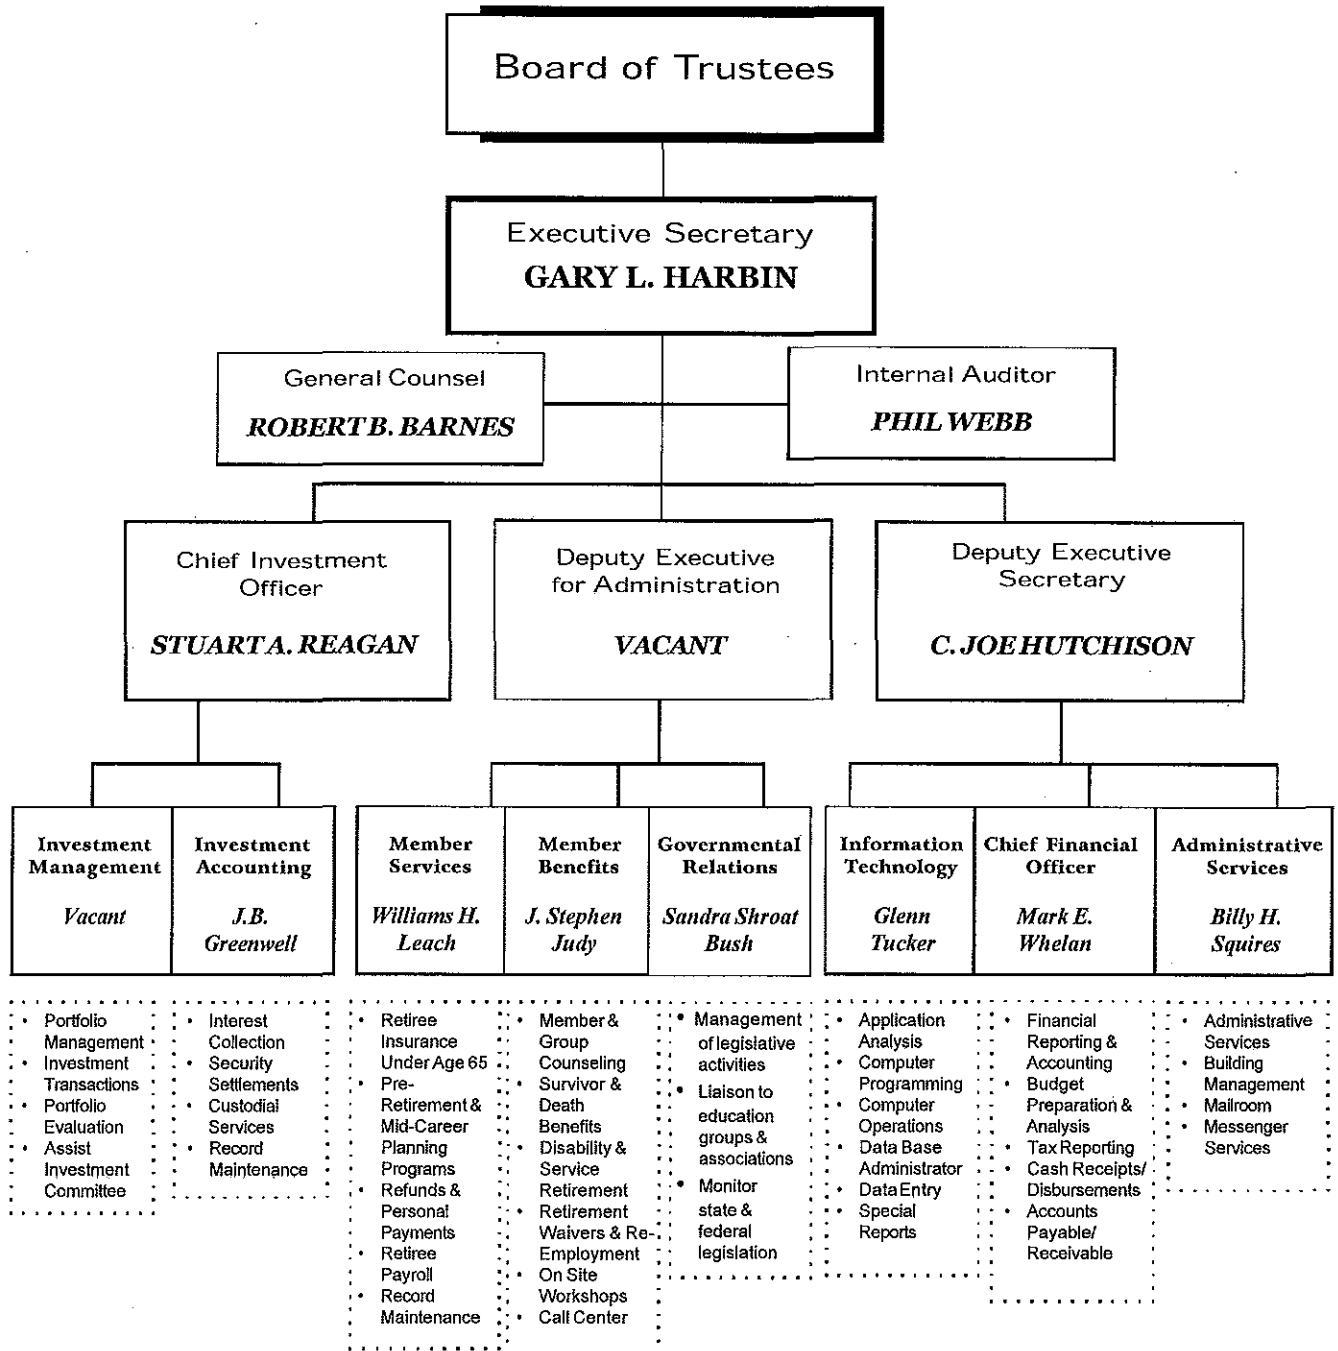 Board of Trustees
Executive Secretary
GARY L. HARBIN
General Counsel
ROBERT B. BARNES
Internal Auditor
PHIL WEBB
Chief Investment
Officer
STUART A. REAGAN
Deputy Executive
for Administration
VACANT
Deputy Executive
Secretary
C. JOE HUTCHISON
Investment
Management
Vacant
Investment
Accounting
J.B.
Greenwell
Member
Services
Williams H.
Leach
Member
Benefits
J. Stephen
Judy
Governmental
Relations
Sandra Shroat
Bush
Information
Technology
Glenn
Tucker
Chief Financial
Officer
Mark E.
Whelan
Administrative
Services
Billy H.
Squires
• Portfolio
Management
• Investment
Transactions
• Portfolio
Evaluation
• Assist
Investment
Committee
• Interest
Collection
• Security
Settlements
• Custodial
Services
• Record
Maintenance
• Retiree
Insurance
Under Age 65
• Pre-
Retirement &
Mid-Career
Planning
Programs
• Refunds &
Personal
Payments
• Retiree
Payroll
• Record
Maintenance
• Member &
Group
Counseling
• Survivor &
Death
Benefits
• Disability &
Service
Retirement
• Retirement
Waivers & Re-
Employment
• On Site
Workshops
• Call Center
• Management
of legislative
activities
• Liaison to
education
groups &
associations
• Monitor
state &
federal
legislation
• Application
Analysis
• Computer
Programming
• Computer
Operations
• Data Base
Administrator
• Data Entry
• Special
Reports
• Financial
Reporting &
Accounting
• Budget
Preparation &
Analysis
• Tax Reporting
• Cash Receipts/
Disbursements
• Accounts
Payable/
Receivable
• Administrative
Services
• Building
Management
• Mailroom
• Messenger
Services